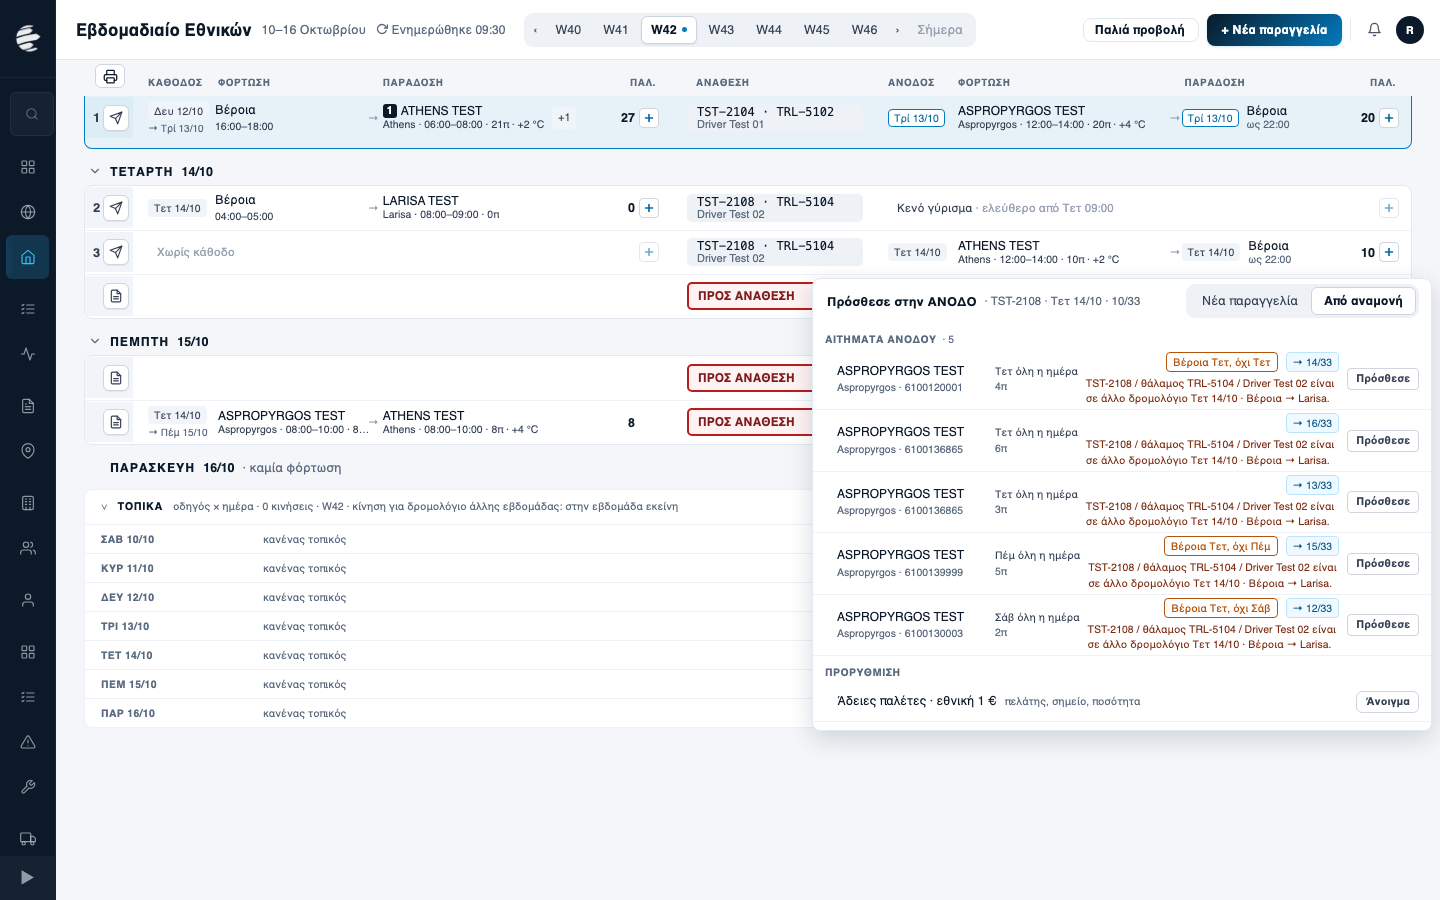 Εβδομαδιαίο Εθνικών 10–16 Οκτωβρίου Ενημερώθηκε 09:30 ‹ W40 W41 W42 W43 W44 W45 W46 › Σήμερα Παλιά προβολή + Νέα παραγγελία R
ΚΑΘΟΔΟΣ ΦΟΡΤΩΣΗ ΠΑΡΑΔΟΣΗ ΠΑΛ. ΑΝΑΘΕΣΗ ΑΝΟΔΟΣ ΦΟΡΤΩΣΗ ΠΑΡΑΔΟΣΗ ΠΑΛ.
1 Δευ 12/10 Βέροια → 1 ATHENS TEST +1 27 + TST-2104 · TRL-5102 Τρί 13/10 ASPROPYRGOS TEST → Τρί 13/10 Βέροια 20 +
→ Τρί 13/10 16:00–18:00 Athens · 06:00–08:00 · 21π · +2 °C Driver Test 01 Aspropyrgos · 12:00–14:00 · 20π · +4 °C ως 22:00
ΤΕΤΑΡΤΗ 14/10
2 Τετ 14/10 Βέροια → LARISA TEST 0 + TST-2108 · TRL-5104 Κενό γύρισμα · ελεύθερο από Τετ 09:00 +
04:00–05:00 Larisa · 08:00–09:00 · 0π Driver Test 02
3 Χωρίς κάθοδο + TST-2108 · TRL-5104 Τετ 14/10 ATHENS TEST → Τετ 14/10 Βέροια 10 +
Driver Test 02 Athens · 12:00–14:00 · 10π · +2 °C ως 22:00
ΠΡΟΣ ΑΝΑΘΕΣΗ
ΠΕΜΠΤΗ 15/10
ΠΡΟΣ ΑΝΑΘΕΣΗ
Τετ 14/10 ASPROPYRGOS TEST → ATHENS TEST 8 ΠΡΟΣ ΑΝΑΘΕΣΗ
→ Πέμ 15/10 Aspropyrgos · 08:00–10:00 · 8… Athens · 08:00–10:00 · 8π · +4 °C
ΠΑΡΑΣΚΕΥΗ 16/10 · καμία φόρτωση
ΤΟΠΙΚΑ οδηγός × ημέρα · 0 κινήσεις · W42 · κίνηση για δρομολόγιο άλλης εβδομάδας: στην εβδομάδα εκείνη
ΣΑΒ 10/10 κανένας τοπικός
ΚΥΡ 11/10 κανένας τοπικός
ΔΕΥ 12/10 κανένας τοπικός
ΤΡΙ 13/10 κανένας τοπικός
ΤΕΤ 14/10 κανένας τοπικός
ΠΕΜ 15/10 κανένας τοπικός
ΠΑΡ 16/10 κανένας τοπικός
Πρόσθεσε στην ΑΝΟΔΟ · TST-2108 · Τετ 14/10 · 10/33 Νέα παραγγελία Από αναμονή
ΑΙΤΗΜΑΤΑ ΑΝΟΔΟΥ · 5
ASPROPYRGOS TEST Τετ όλη η ημέρα Βέροια Τετ, όχι Τετ → 14/33 Πρόσθεσε
Aspropyrgos · 6100120001 4π TST-2108 / θάλαμος TRL-5104 / Driver Test 02 είναι
σε άλλο δρομολόγιο Τετ 14/10 · Βέροια → Larisa.
ASPROPYRGOS TEST Τετ όλη η ημέρα → 16/33 Πρόσθεσε
Aspropyrgos · 6100136865 6π TST-2108 / θάλαμος TRL-5104 / Driver Test 02 είναι
σε άλλο δρομολόγιο Τετ 14/10 · Βέροια → Larisa.
ASPROPYRGOS TEST Τετ όλη η ημέρα → 13/33 Πρόσθεσε
Aspropyrgos · 6100136865 3π TST-2108 / θάλαμος TRL-5104 / Driver Test 02 είναι
σε άλλο δρομολόγιο Τετ 14/10 · Βέροια → Larisa.
ASPROPYRGOS TEST Πέμ όλη η ημέρα Βέροια Τετ, όχι Πέμ → 15/33 Πρόσθεσε
Aspropyrgos · 6100139999 5π TST-2108 / θάλαμος TRL-5104 / Driver Test 02 είναι
σε άλλο δρομολόγιο Τετ 14/10 · Βέροια → Larisa.
ASPROPYRGOS TEST Σάβ όλη η ημέρα Βέροια Τετ, όχι Σάβ → 12/33 Πρόσθεσε
Aspropyrgos · 6100130003 2π TST-2108 / θάλαμος TRL-5104 / Driver Test 02 είναι
σε άλλο δρομολόγιο Τετ 14/10 · Βέροια → Larisa.
ΠΡΟΡΥΘΜΙΣΗ
Άδειες παλέτες · εθνική 1 € πελάτης, σημείο, ποσότητα Άνοιγμα